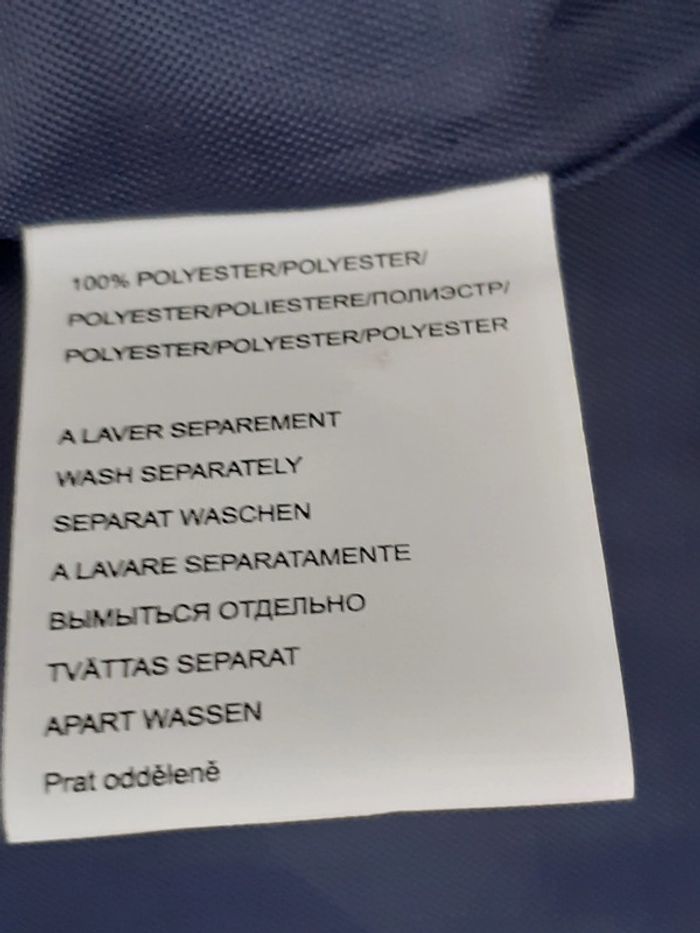 100% POLYESTER/POLYESTER/
POLYESTER/POLIESTERE/ПОЛИЭСТР/
POLYESTER/POLYESTER/POLYESTER
A LAVER SEPAREMENT
WASH SEPARATELY
SEPARAT WASCHEN
A LAVARE SEPARATAMENTE
ВЫМЫТЬСЯ ОТДЕЛЬНО
TVÄTTAS SEPARAT
APART WASSEN
Prat odděleně